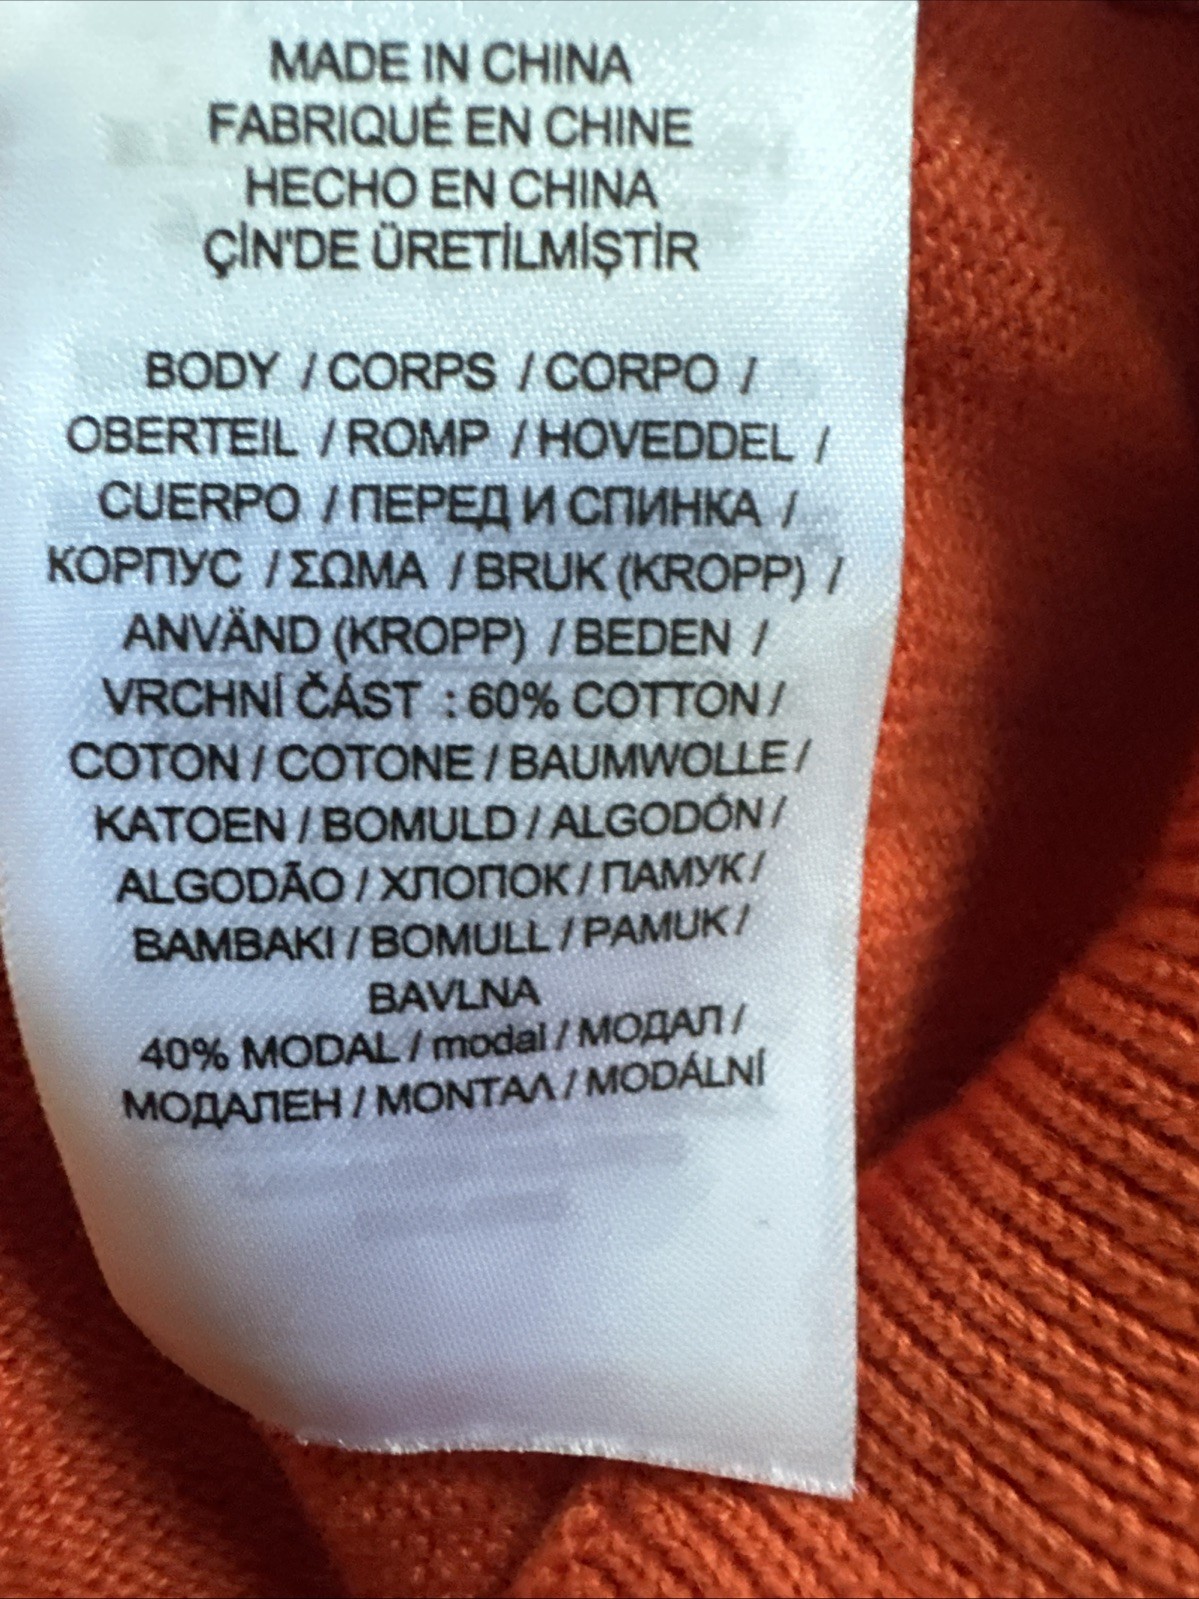 MADE IN CHINA
FABRIQUÉ EN CHINE
HECHO EN CHINA
ÇİN'DE ÜRETİLMİŞTİR
BODY / CORPS / CORPO /
OBERTEIL / ROMP / HOVEDDEL /
CUERPO / ПЕРЕД И СПИНКА /
КОРПУС / ΣΩΜΑ / BRUK (KROPP) /
ANVÄND (KROPP) / BEDEN /
VRCHNÍ ČÁST : 60% COTTON /
COTON / COTONE / BAUMWOLLE /
KATOEN / BOMULD / ALGODÓN /
ALGODÃO / ХЛОПОК / ПАМУК /
BAMBAKI / BOMULL / PAMUK /
BAVLNA
40% MODAL / modal / МОДАЛ /
МОДАЛЕН / ΜΟΝΤΑΛ / MODÁLNÍ